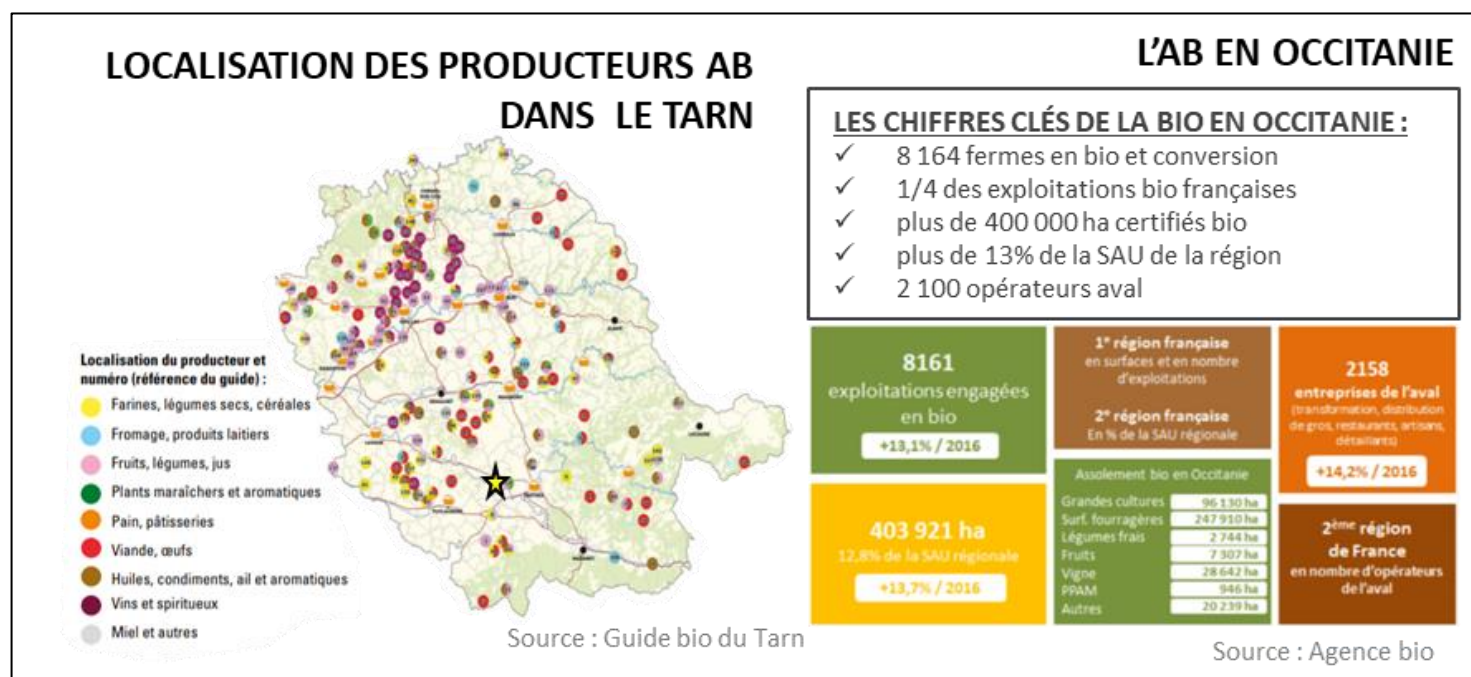 LOCALISATION DES PRODUCTEURS AB
DANS LE TARN
Localisation du producteur et
numéro (référence du guide) :
Farines, légumes secs, céréales
Fromage, produits laitiers
Fruits, légumes, jus
Plants maraîchers et aromatiques
Pain, pâtisseries
Viande, œufs
Huiles, condiments, ail et aromatiques
Vins et spiritueux
Miel et autres
Source : Guide bio du Tarn
L'AB EN OCCITANIE
LES CHIFFRES CLÉS DE LA BIO EN OCCITANIE :
✓ 8 164 fermes en bio et conversion
✓ 1/4 des exploitations bio françaises
✓ plus de 400 000 ha certifiés bio
✓ plus de 13% de la SAU de la région
✓ 2 100 opérateurs aval
8161
exploitations engagées
en bio
+13,1% / 2016
1e région française
en surfaces et en nombre
d'exploitations
2e région française
En % de la SAU régionale
2158
entreprises de l'aval
(transformation, distribution
de gros, restaurants, artisans,
détaillants)
+14,2% / 2016
403 921 ha
12,8% de la SAU régionale
+13,7% / 2016
Assolement bio en Occitanie
Grandes cultures 96 130 ha
Surf. fourragères 247 910 ha
Légumes frais 2 744 ha
Fruits 7 307 ha
Vigne 28 642 ha
PPAM 946 ha
Autres 20 239 ha
2ème région
de France
en nombre d'opérateurs
de l'aval
Source : Agence bio